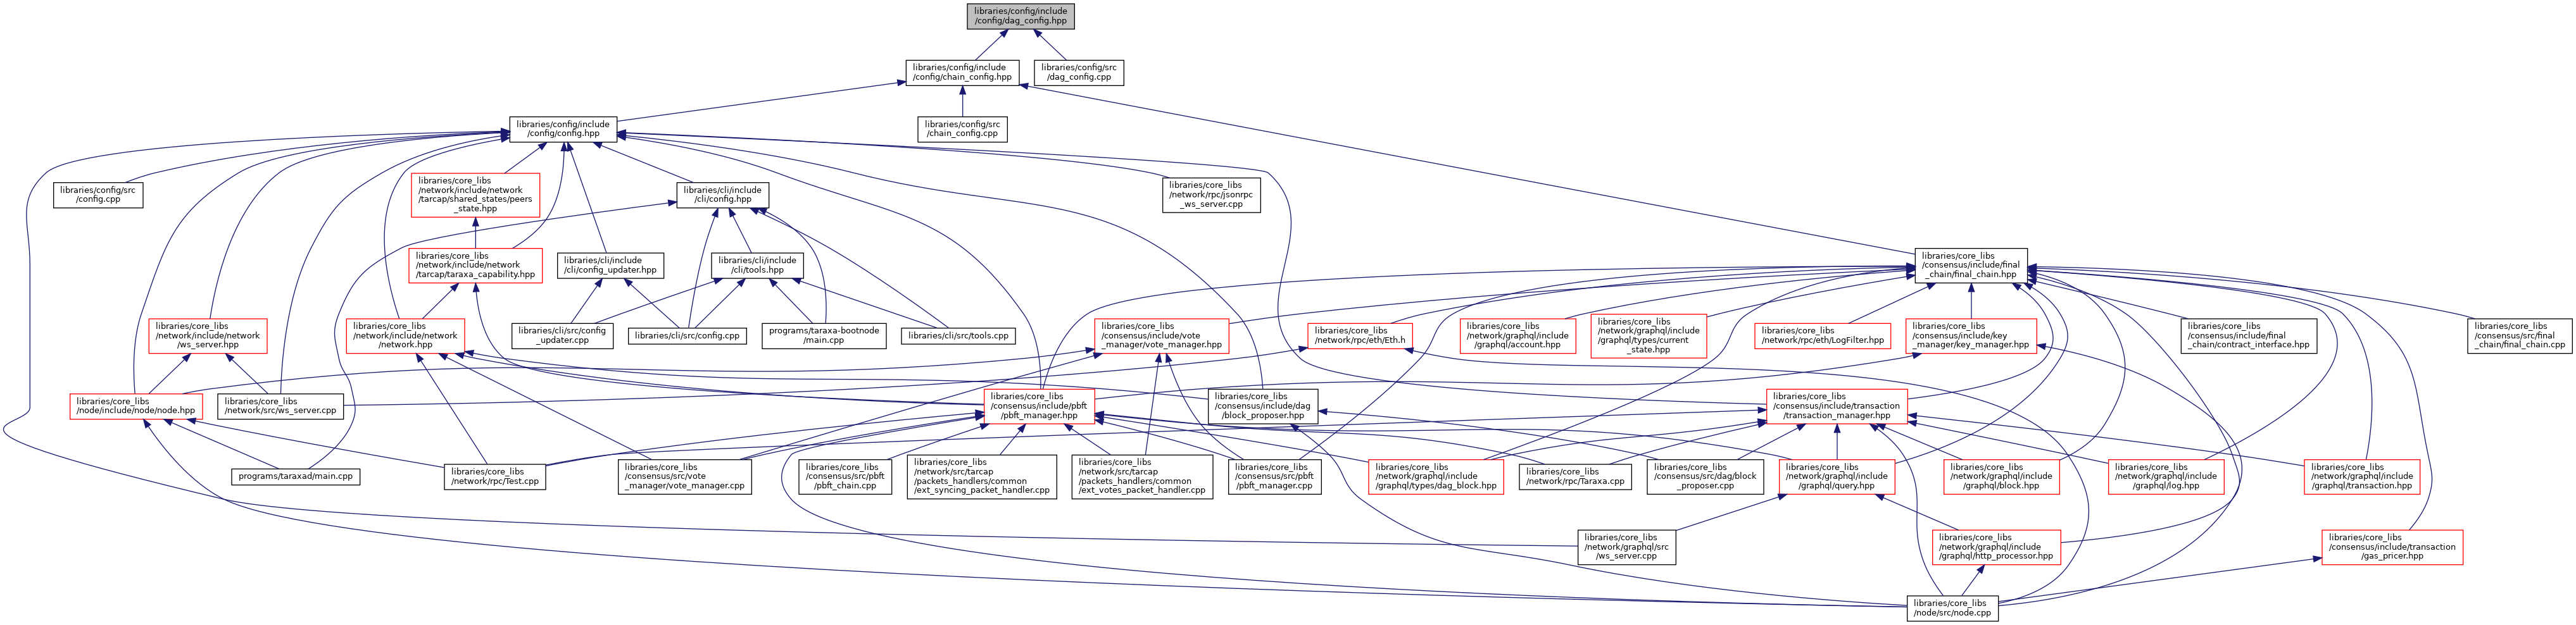 libraries/config/include
/config/dag_config.hpp
libraries/config/include
/config/chain_config.hpp
libraries/config/src
/dag_config.cpp
libraries/config/include
/config/config.hpp
libraries/config/src
/chain_config.cpp
libraries/config/src
/config.cpp
libraries/core_libs
/network/include/network
/tarcap/shared_states/peers
_state.hpp
libraries/cli/include
/cli/config.hpp
libraries/core_libs
/network/rpc/jsonrpc
_ws_server.cpp
libraries/core_libs
/network/include/network
/tarcap/taraxa_capability.hpp
libraries/cli/include
/cli/config_updater.hpp
libraries/cli/include
/cli/tools.hpp
libraries/core_libs
/consensus/include/final
_chain/final_chain.hpp
libraries/core_libs
/network/include/network
/ws_server.hpp
libraries/core_libs
/network/include/network
/network.hpp
libraries/cli/src/config
_updater.cpp
libraries/cli/src/config.cpp
programs/taraxa-bootnode
/main.cpp
libraries/cli/src/tools.cpp
libraries/core_libs
/consensus/include/vote
_manager/vote_manager.hpp
libraries/core_libs
/network/rpc/eth/Eth.h
libraries/core_libs
/network/graphql/include
/graphql/account.hpp
libraries/core_libs
/network/graphql/include
/graphql/types/current
_state.hpp
libraries/core_libs
/network/rpc/eth/LogFilter.hpp
libraries/core_libs
/consensus/include/key
_manager/key_manager.hpp
libraries/core_libs
/consensus/include/final
_chain/contract_interface.hpp
libraries/core_libs
/consensus/src/final
_chain/final_chain.cpp
libraries/core_libs
/node/include/node/node.hpp
libraries/core_libs
/network/src/ws_server.cpp
libraries/core_libs
/consensus/include/pbft
/pbft_manager.hpp
libraries/core_libs
/consensus/include/dag
/block_proposer.hpp
libraries/core_libs
/consensus/include/transaction
/transaction_manager.hpp
programs/taraxad/main.cpp
libraries/core_libs
/network/rpc/Test.cpp
libraries/core_libs
/consensus/src/vote
_manager/vote_manager.cpp
libraries/core_libs
/consensus/src/pbft
/pbft_chain.cpp
libraries/core_libs
/network/src/tarcap
/packets_handlers/common
/ext_syncing_packet_handler.cpp
libraries/core_libs
/network/src/tarcap
/packets_handlers/common
/ext_votes_packet_handler.cpp
libraries/core_libs
/consensus/src/pbft
/pbft_manager.cpp
libraries/core_libs
/network/graphql/include
/graphql/types/dag_block.hpp
libraries/core_libs
/network/rpc/Taraxa.cpp
libraries/core_libs
/consensus/src/dag/block
_proposer.cpp
libraries/core_libs
/network/graphql/include
/graphql/query.hpp
libraries/core_libs
/network/graphql/include
/graphql/block.hpp
libraries/core_libs
/network/graphql/include
/graphql/log.hpp
libraries/core_libs
/network/graphql/include
/graphql/transaction.hpp
libraries/core_libs
/network/graphql/src
/ws_server.cpp
libraries/core_libs
/network/graphql/include
/graphql/http_processor.hpp
libraries/core_libs
/consensus/include/transaction
/gas_pricer.hpp
libraries/core_libs
/node/src/node.cpp